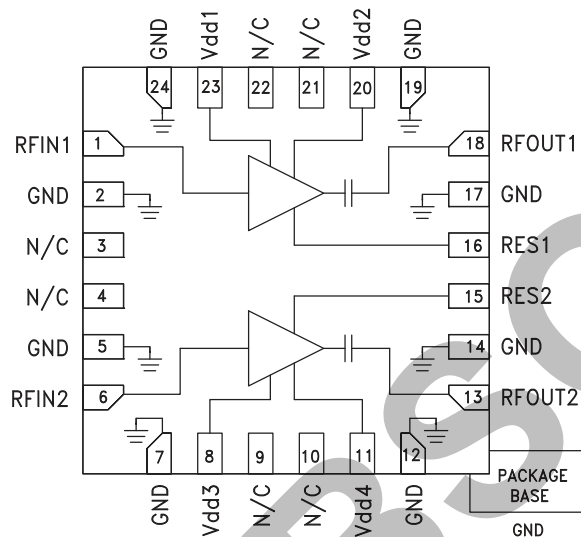 GND Vdd1 N/C N/C Vdd2 GND
24 23 22 21 20 19
RFIN1 1 18 RFOUT1
GND 2 17 GND
N/C 3 16 RES1
N/C 4 15 RES2
GND 5 14 GND
RFIN2 6 13 RFOUT2
7 8 9 10 11 12
GND Vdd3 N/C N/C Vdd4 GND
PACKAGE
BASE
GND